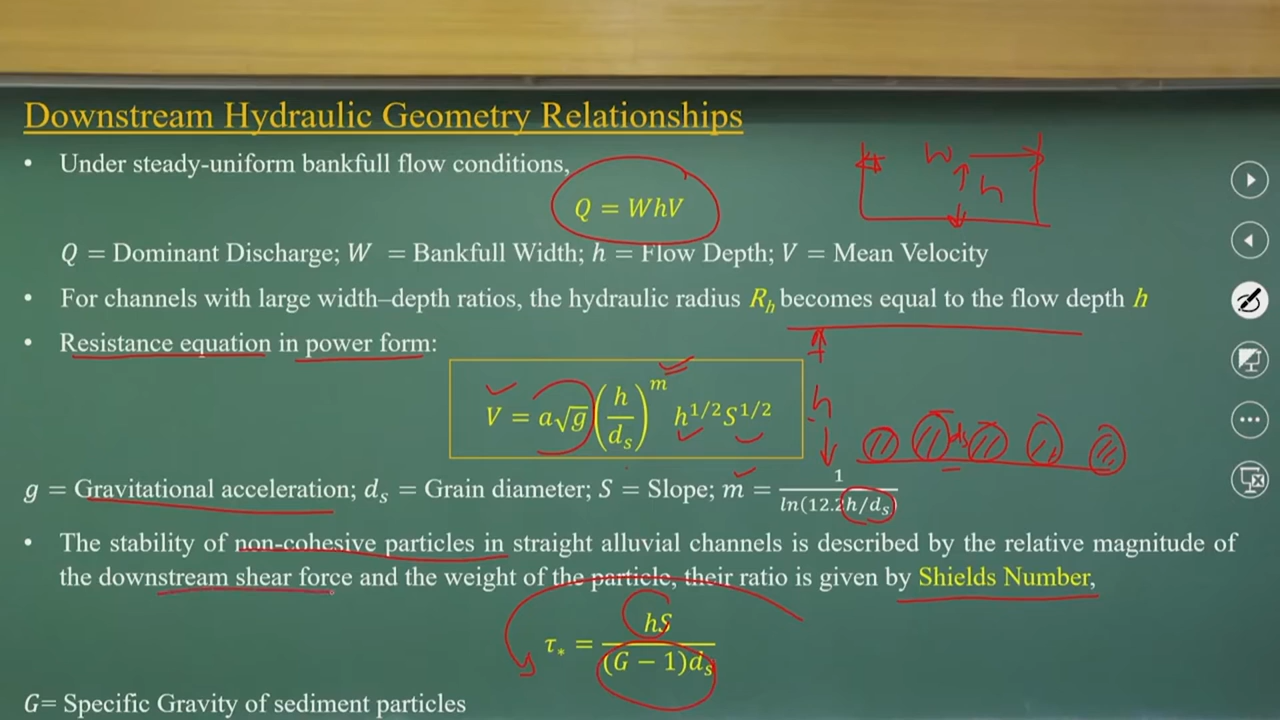 Downstream Hydraulic Geometry Relationships
• Under steady-uniform bankfull flow conditions,
Q = WhV
W
h
Q = Dominant Discharge; W = Bankfull Width; h = Flow Depth; V = Mean Velocity
• For channels with large width–depth ratios, the hydraulic radius R_h becomes equal to the flow depth h
• Resistance equation in power form:
V = a√g (h/d_s)^m h^{1/2} S^{1/2}
h
ds
g = Gravitational acceleration; d_s = Grain diameter; S = Slope; m = 1/ln(12.2h/d_s)
• The stability of non-cohesive particles in straight alluvial channels is described by the relative magnitude of
the downstream shear force and the weight of the particle, their ratio is given by Shields Number,
τ_* = hS/((G − 1)d_s)
G= Specific Gravity of sediment particles